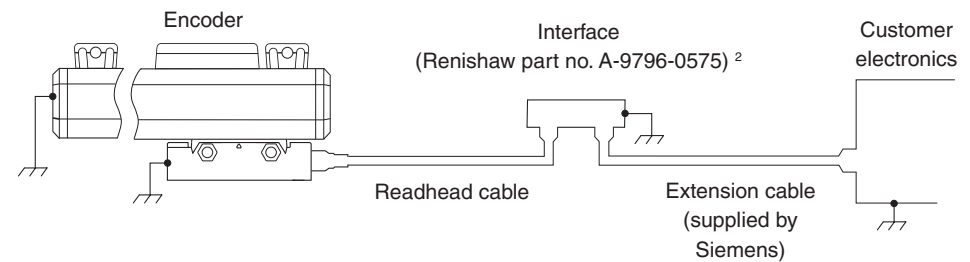 Encoder
Interface
(Renishaw part no. A-9796-0575) ²
Customer
electronics
Readhead cable
Extension cable
(supplied by
Siemens)